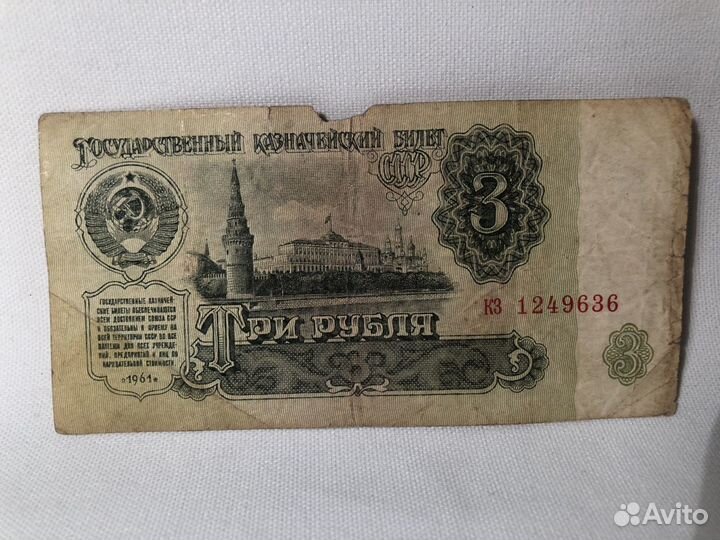 ГОСУДАРСТВЕННЫЙ КАЗНАЧЕЙСКИЙ БИЛЕТ
СССР
3
ГОСУДАРСТВЕННЫЕ КАЗНАЧЕЙ-
СКИЕ БИЛЕТЫ ОБЕСПЕЧИВАЮТСЯ
ВСЕМ ДОСТОЯНИЕМ СОЮЗА ССР
И ОБЯЗАТЕЛЬНЫ К ПРИЕМУ НА
ВСЕЙ ТЕРРИТОРИИ СССР ВО ВСЕ
ПЛАТЕЖИ ДЛЯ ВСЕХ УЧРЕЖДЕ-
НИЙ, ПРЕДПРИЯТИЙ И ЛИЦ ПО
НАРИЦАТЕЛЬНОЙ СТОИМОСТИ
1961
кз 1249636
ТРИ РУБЛЯ
3
3
Avito